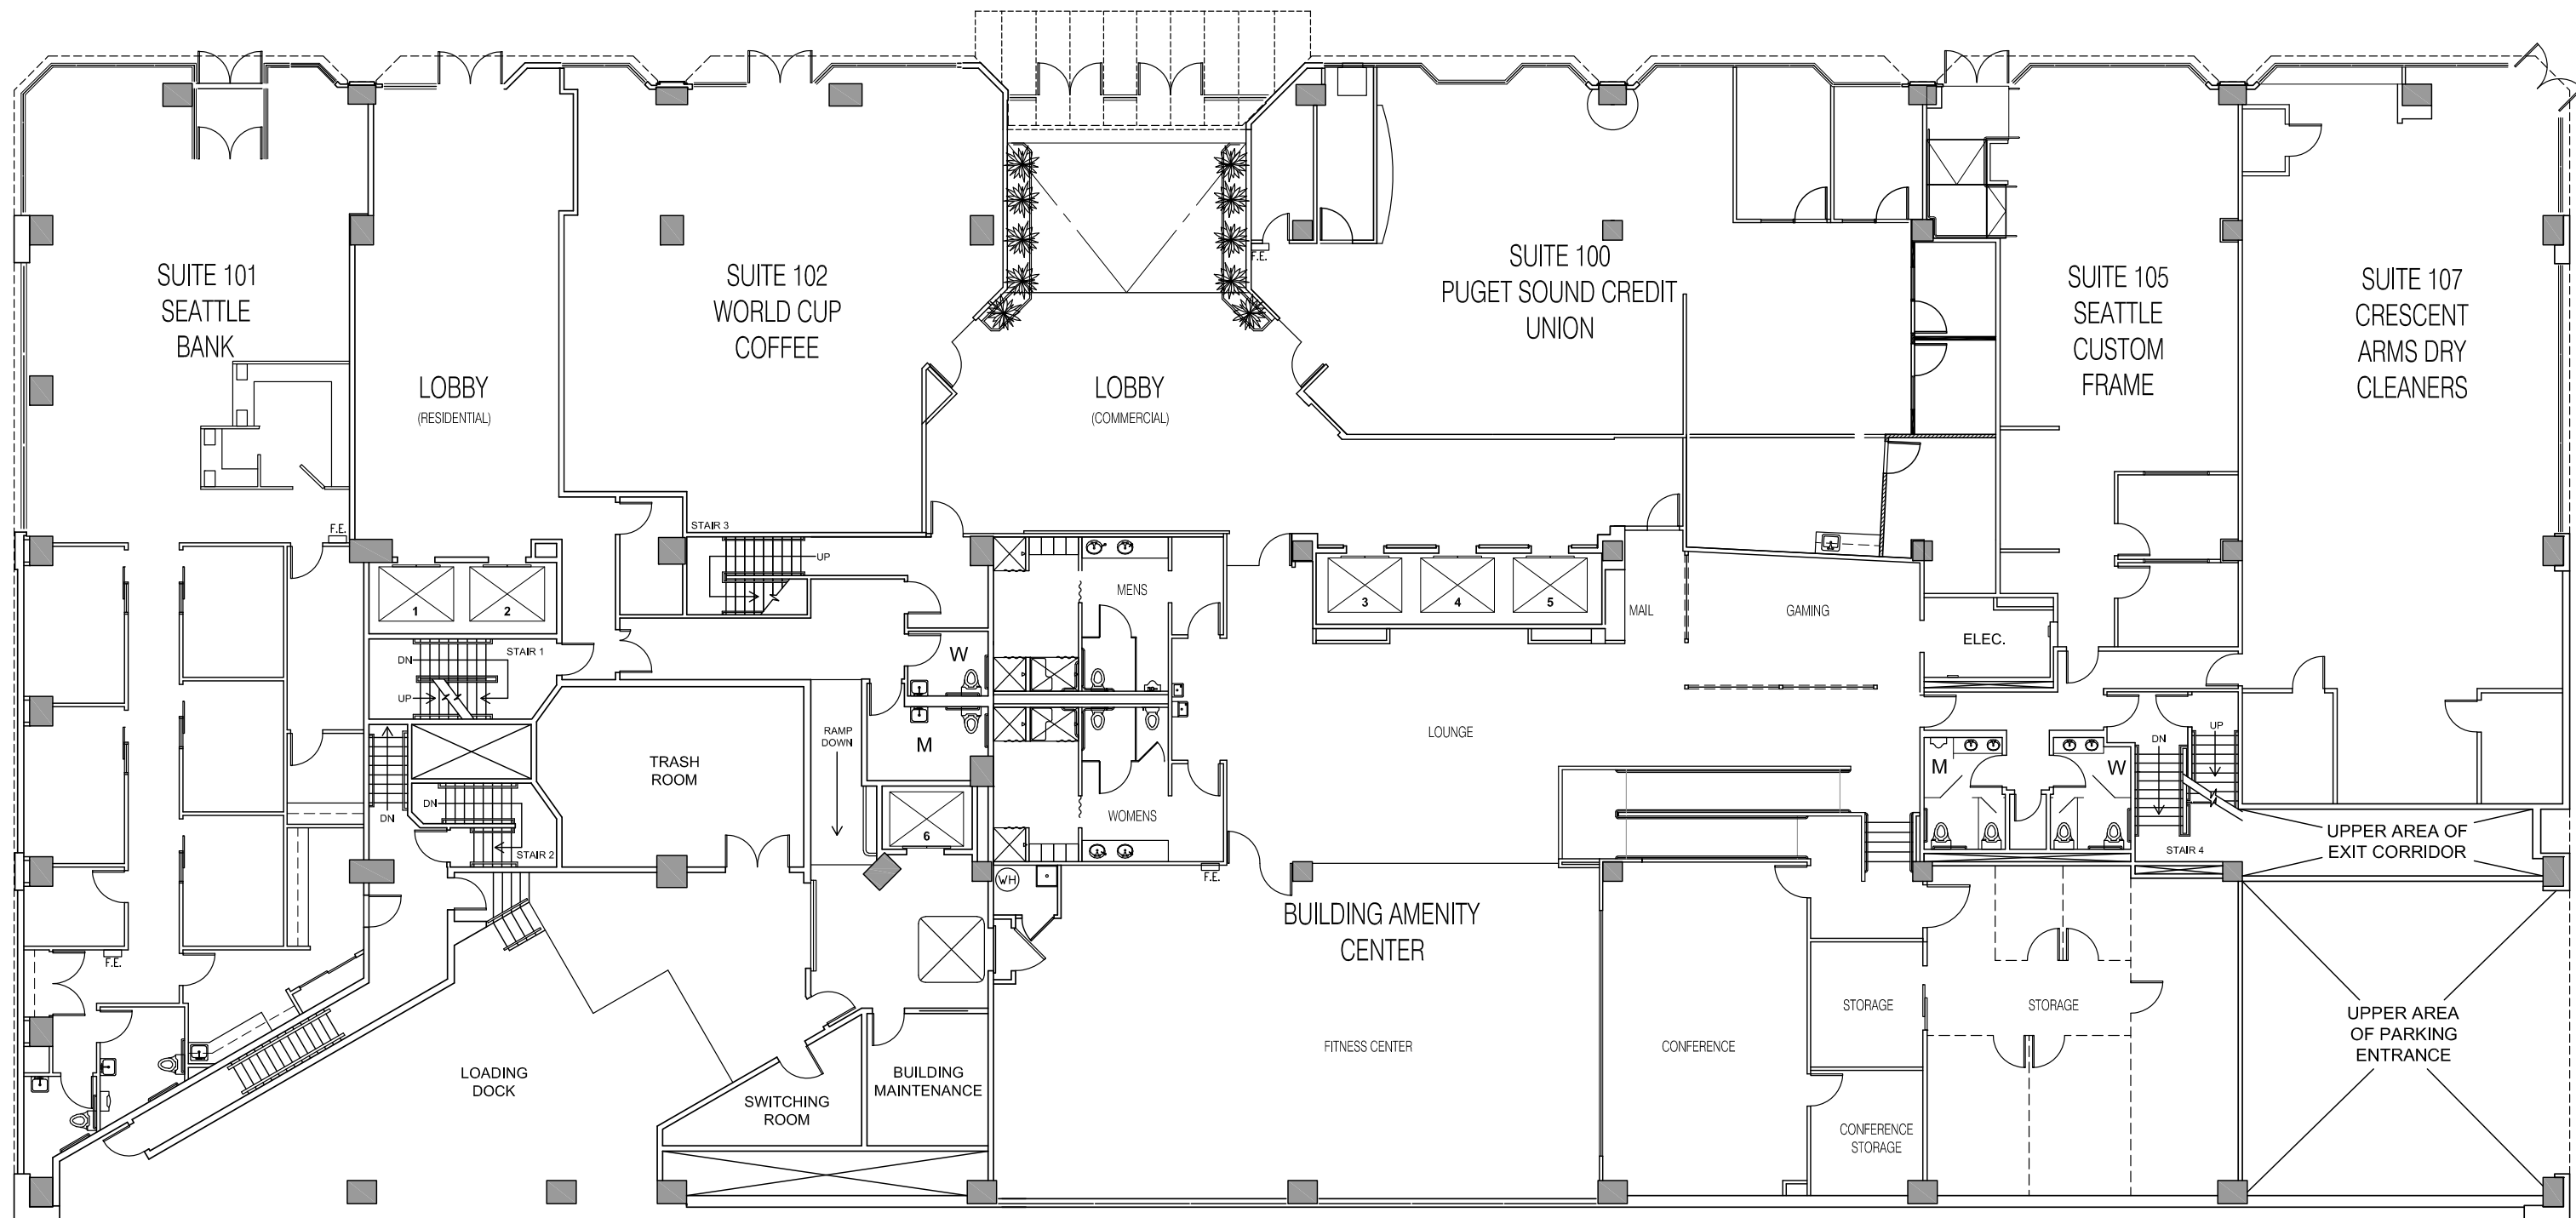 SUITE 101
SEATTLE
BANK
LOBBY
(RESIDENTIAL)
SUITE 102
WORLD CUP
COFFEE
LOBBY
(COMMERCIAL)
F.E.
SUITE 100
PUGET SOUND CREDIT
UNION
SUITE 105
SEATTLE
CUSTOM
FRAME
SUITE 107
CRESCENT
ARMS DRY
CLEANERS
F.E.
STAIR 3
UP
1
2
STAIR 1
DN
UP
MENS
3
4
5
MAIL
GAMING
ELEC.
W
M
RAMP
DOWN
TRASH
ROOM
DN
DN
STAIR 2
6
WOMENS
F.E.
WH
LOUNGE
M
W
DN
UP
STAIR 4
UPPER AREA OF
EXIT CORRIDOR
BUILDING AMENITY
CENTER
F.E.
FITNESS CENTER
CONFERENCE
STORAGE
STORAGE
CONFERENCE
STORAGE
UPPER AREA
OF PARKING
ENTRANCE
LOADING
DOCK
SWITCHING
ROOM
BUILDING
MAINTENANCE